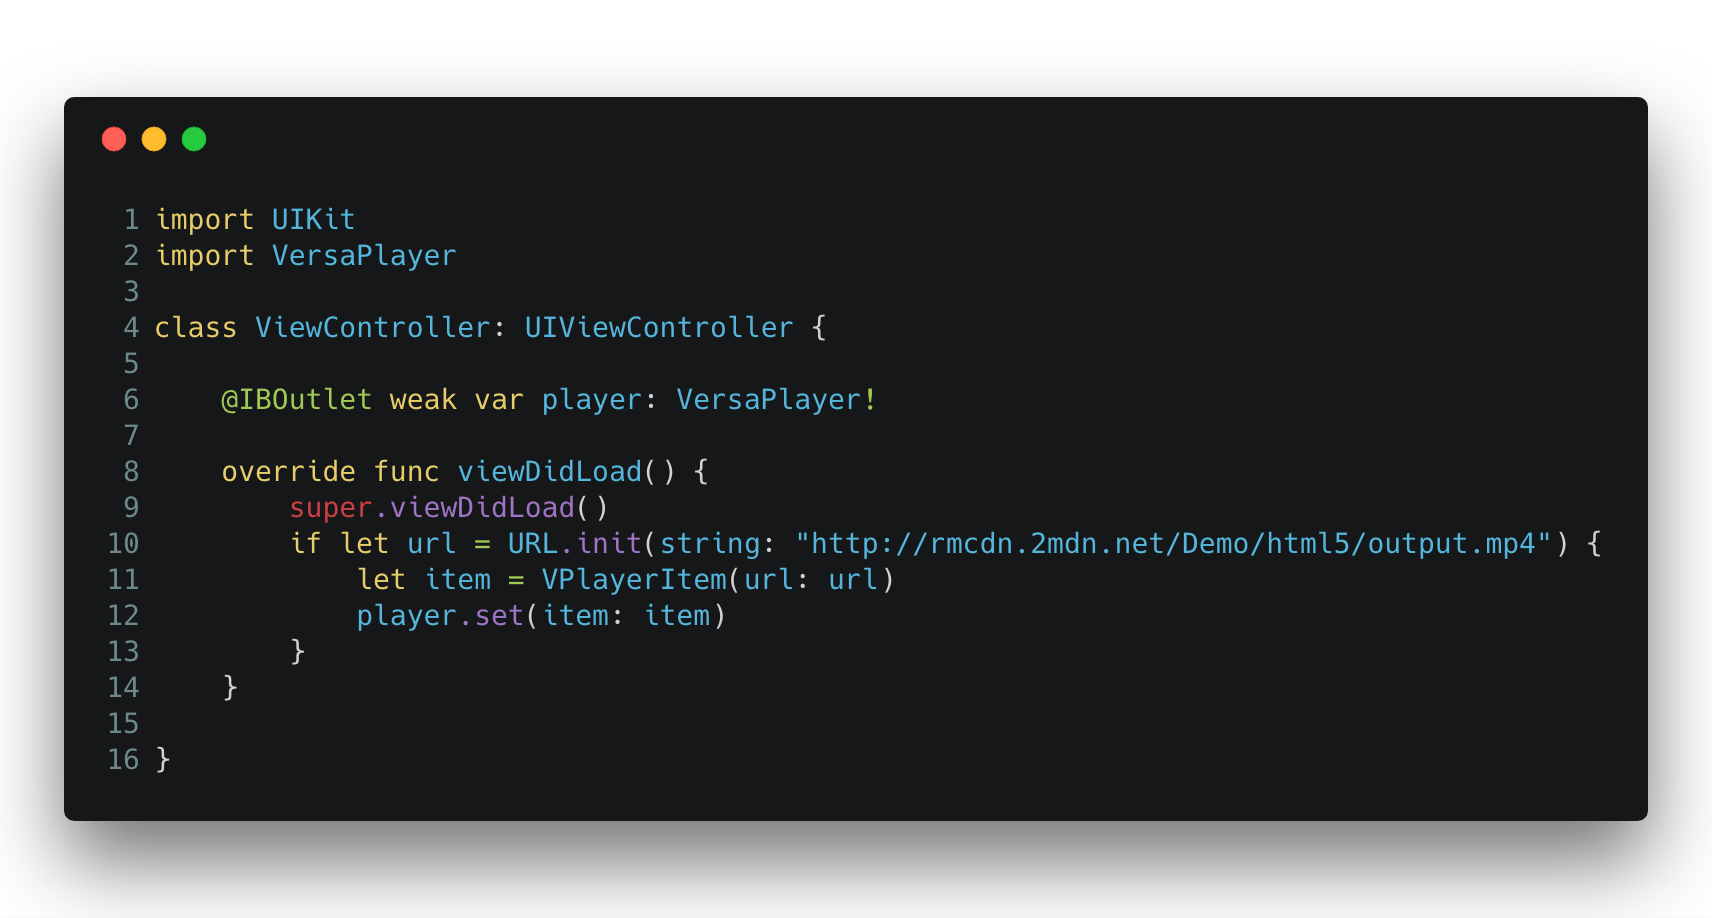 1 import UIKit
2 import VersaPlayer
3
4 class ViewController: UIViewController {
5
6     @IBOutlet weak var player: VersaPlayer!
7
8     override func viewDidLoad() {
9         super.viewDidLoad()
10         if let url = URL.init(string: "http://rmcdn.2mdn.net/Demo/html5/output.mp4") {
11             let item = VPlayerItem(url: url)
12             player.set(item: item)
13         }
14     }
15
16 }